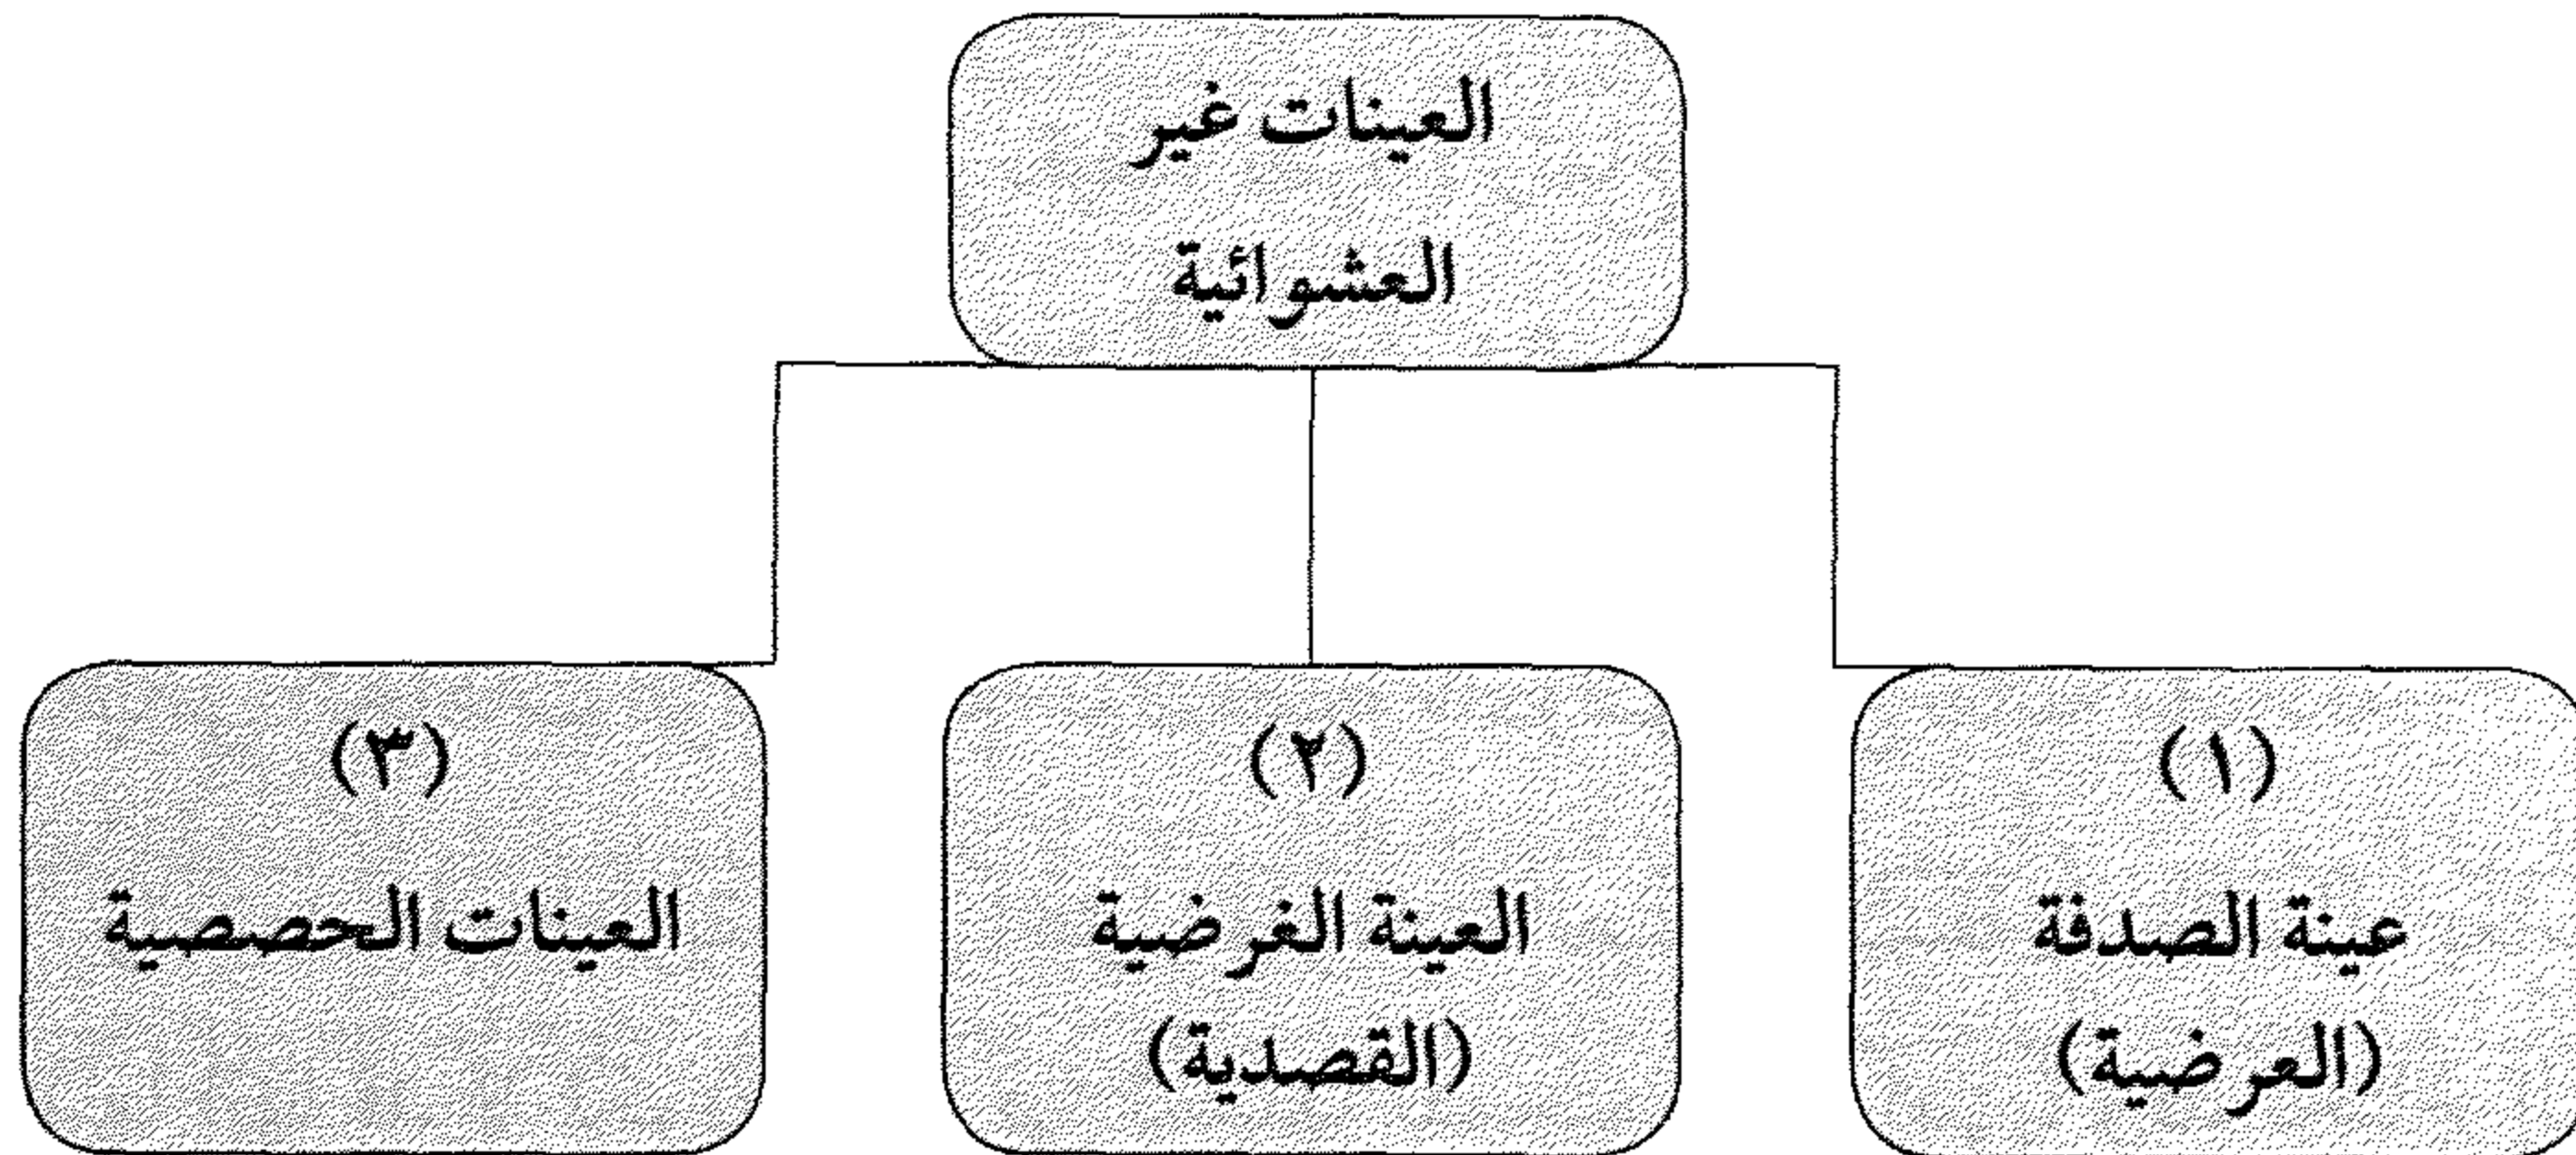 العينات غير
العشوائية
(١)
عينة الصدفة
(العرضية)
(٢)
العينة الغرضية
(القصدية)
(٣)
العينات الحصصية